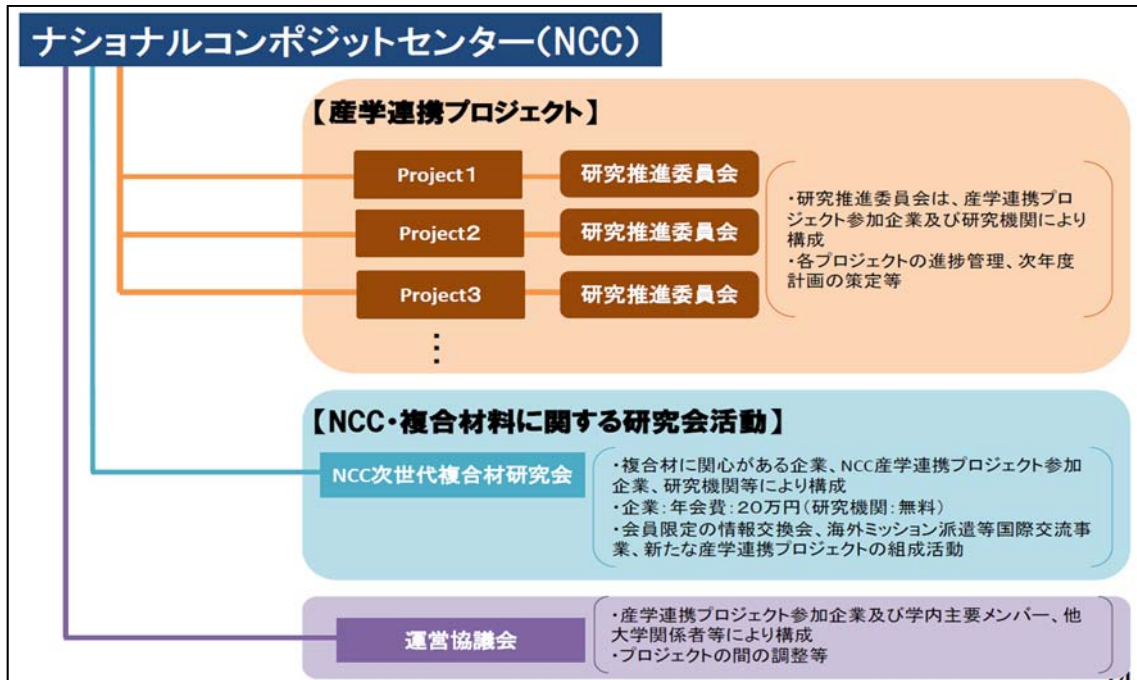 ナショナルコンポジットセンター(NCC)
【産学連携プロジェクト】
Project1
研究推進委員会
Project2
研究推進委員会
Project3
研究推進委員会
⋮
・研究推進委員会は、産学連携プロ
ジェクト参加企業及び研究機関により
構成
・各プロジェクトの進捗管理、次年度
計画の策定等
【NCC・複合材料に関する研究会活動】
NCC次世代複合材研究会
・複合材に関心がある企業、NCC産学連携プロジェクト参加
企業、研究機関等により構成
・企業:年会費:20万円(研究機関:無料)
・会員限定の情報交換会、海外ミッション派遣等国際交流事
業、新たな産学連携プロジェクトの組成活動
運営協議会
・産学連携プロジェクト参加企業及び学内主要メンバー、他
大学関係者等により構成
・プロジェクトの間の調整等